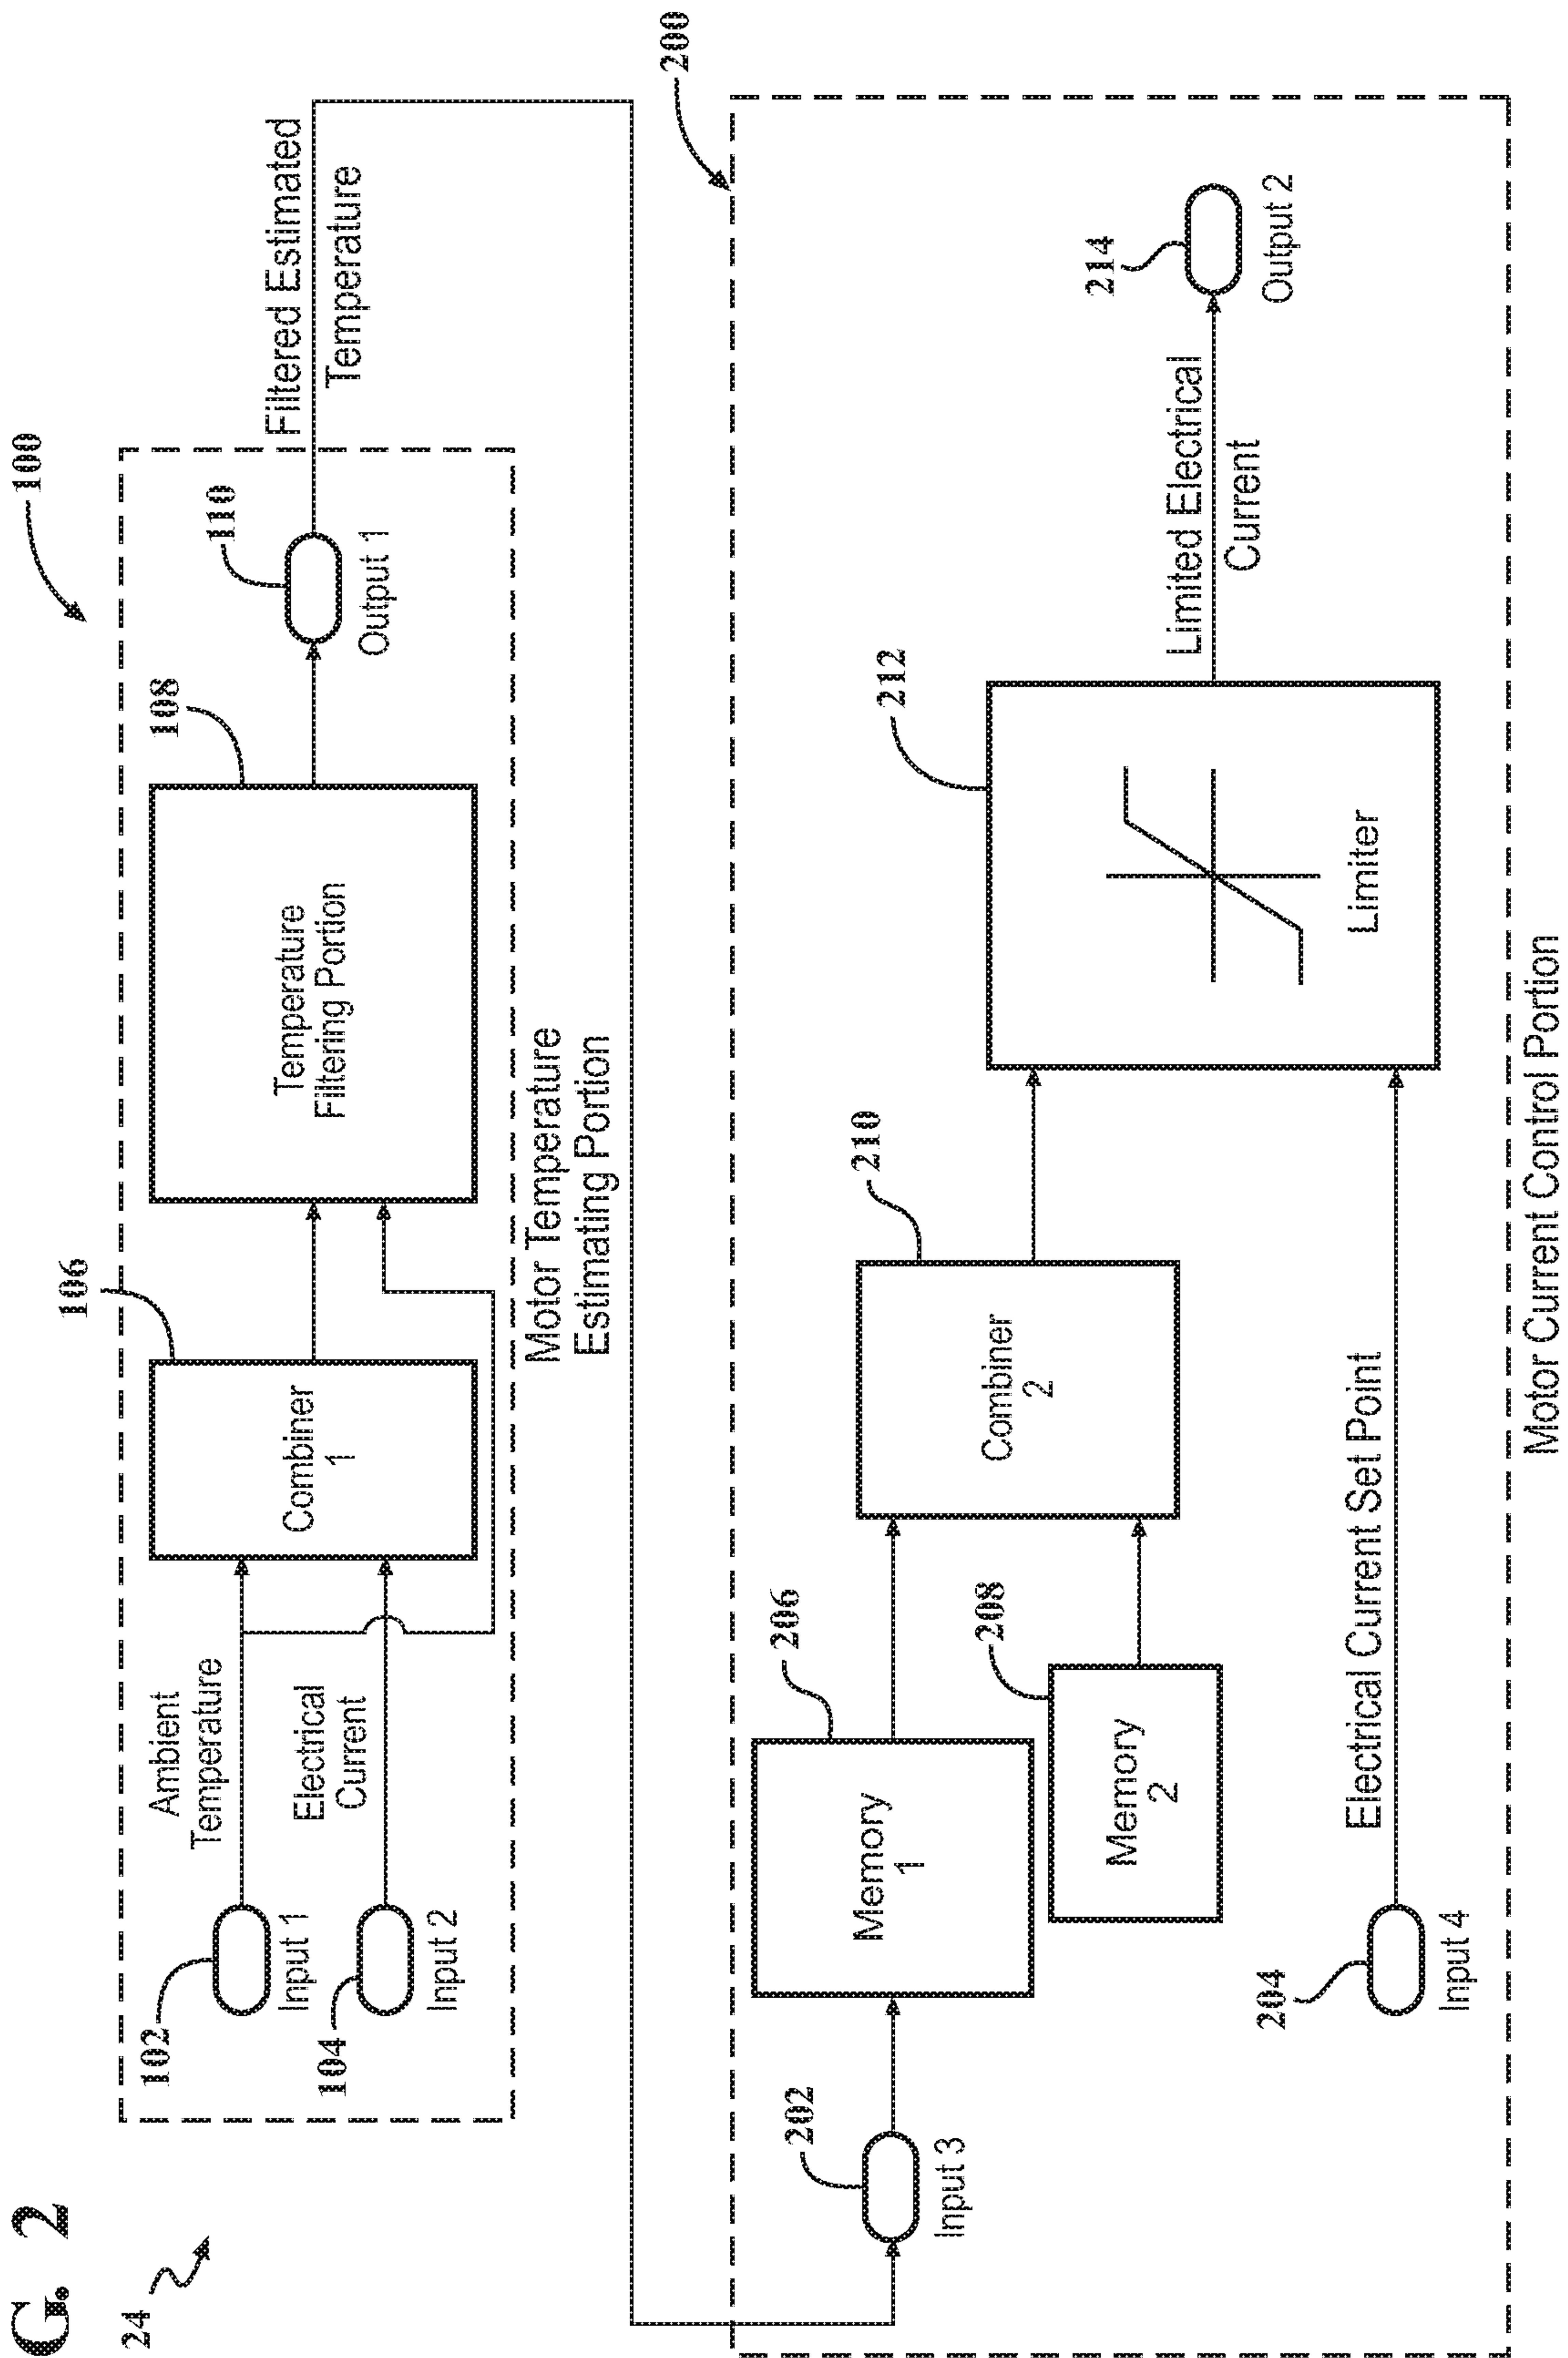 G. 2
24
100
102
Input 1
104
Input 2
Ambient
Temperature
Electrical
Current
106
Combiner
1
108
Temperature
Filtering Portion
110
Output 1
Filtered Estimated
Temperature
Motor Temperature
Estimating Portion
200
202
Input 3
204
Input 4
206
Memory
1
208
Memory
2
210
Combiner
2
Electrical Current Set Point
212
Limiter
Limited Electrical
Current
214
Output 2
Motor Current Control Portion